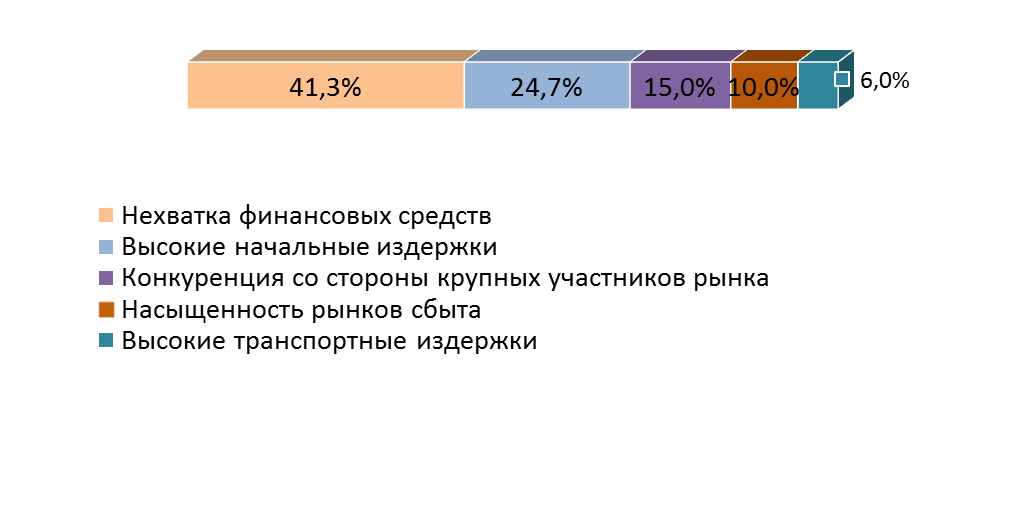 41,3% 24,7% 15,0% 10,0% 6,0%
Нехватка финансовых средств
Высокие начальные издержки
Конкуренция со стороны крупных участников рынка
Насыщенность рынков сбыта
Высокие транспортные издержки